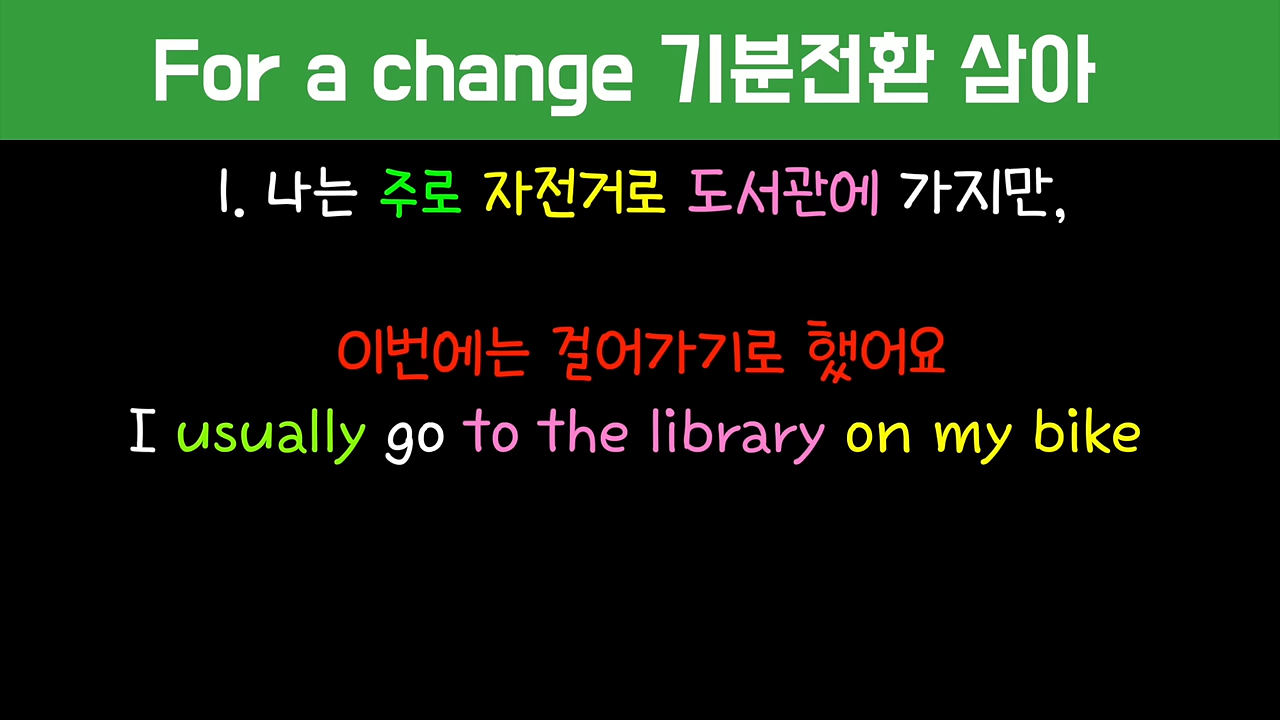 For a change 기분전환 삼아
1. 나는 주로 자전거로 도서관에 가지만,
이번에는 걸어가기로 했어요
I usually go to the library on my bike